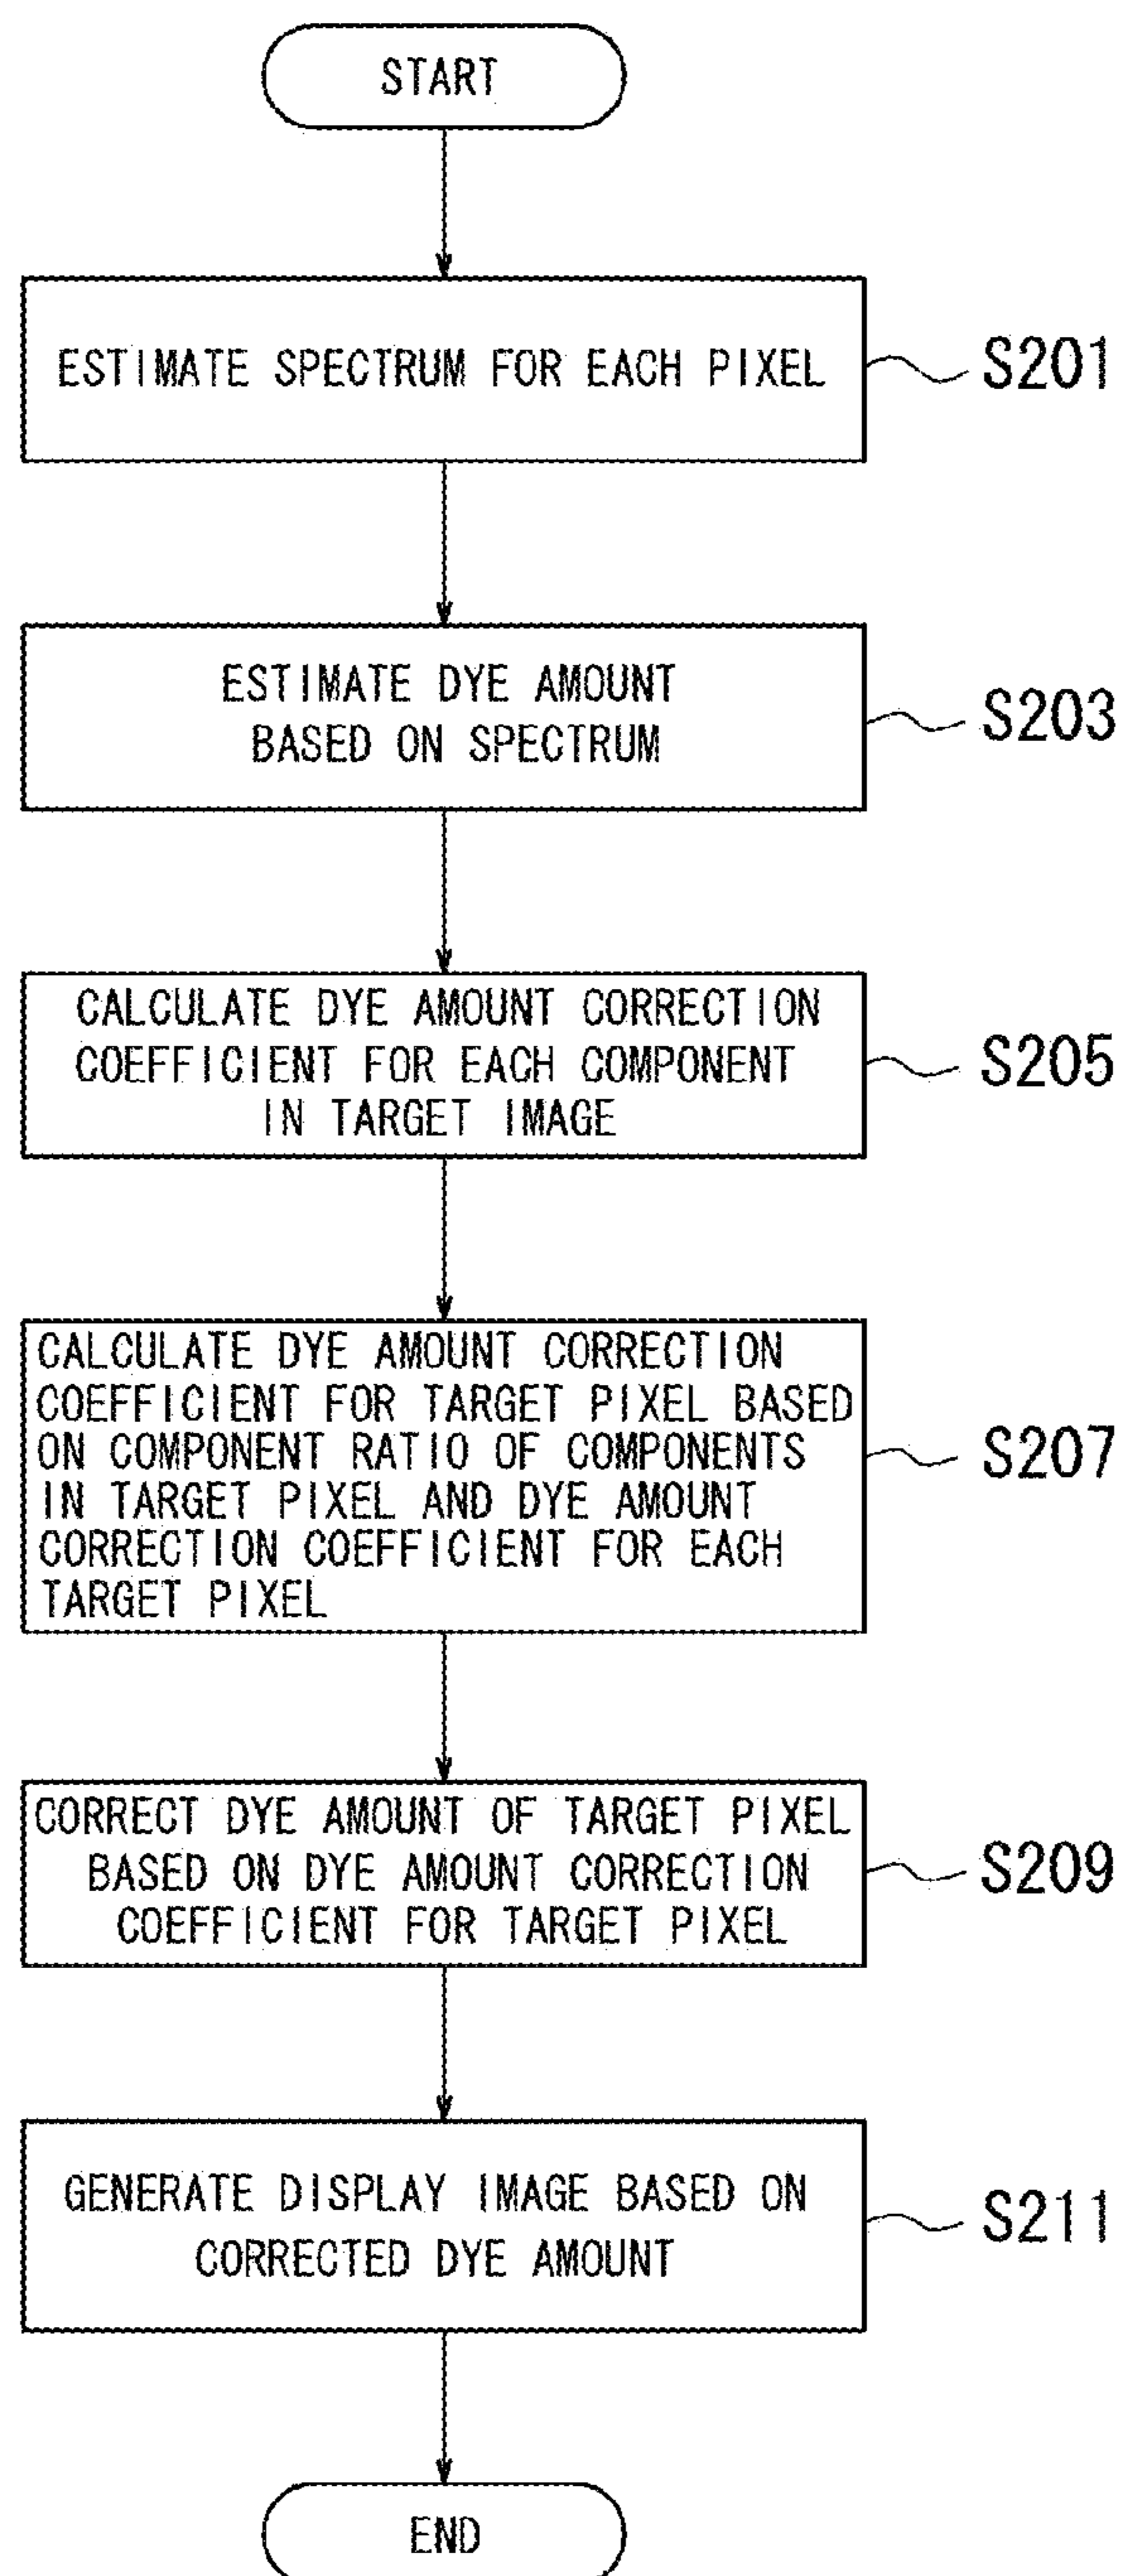 START
ESTIMATE SPECTRUM FOR EACH PIXEL
S201
ESTIMATE DYE AMOUNT
BASED ON SPECTRUM
S203
CALCULATE DYE AMOUNT CORRECTION
COEFFICIENT FOR EACH COMPONENT
IN TARGET IMAGE
S205
CALCULATE DYE AMOUNT CORRECTION
COEFFICIENT FOR TARGET PIXEL BASED
ON COMPONENT RATIO OF COMPONENTS
IN TARGET PIXEL AND DYE AMOUNT
CORRECTION COEFFICIENT FOR EACH
TARGET PIXEL
S207
CORRECT DYE AMOUNT OF TARGET PIXEL
BASED ON DYE AMOUNT CORRECTION
COEFFICIENT FOR TARGET PIXEL
S209
GENERATE DISPLAY IMAGE BASED ON
CORRECTED DYE AMOUNT
S211
END